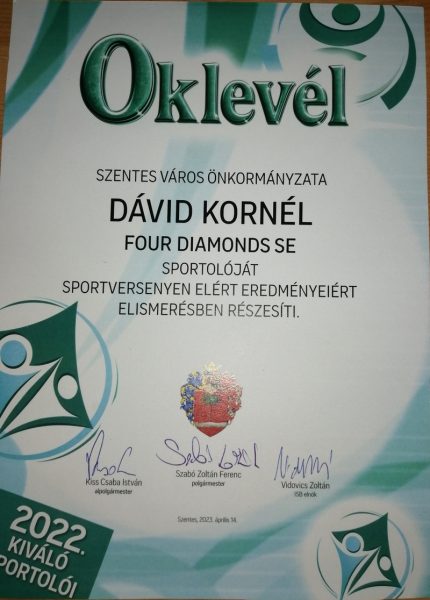 Oklevél
SZENTES VÁROS ÖNKORMÁNYZATA
DÁVID KORNÉL
FOUR DIAMONDS SE
SPORTOLÓJÁT
SPORTVERSENYEN ELÉRT EREDMÉNYEIÉRT
ELISMERÉSBEN RÉSZESÍTI.
Kiss Csaba István
alpolgármester
Szabó Zoltán Ferenc
polgármester
Vidovics Zoltán
ISB elnök
Szentes, 2023. április 14.
2022.
KIVÁLÓ
PORTOLÓI